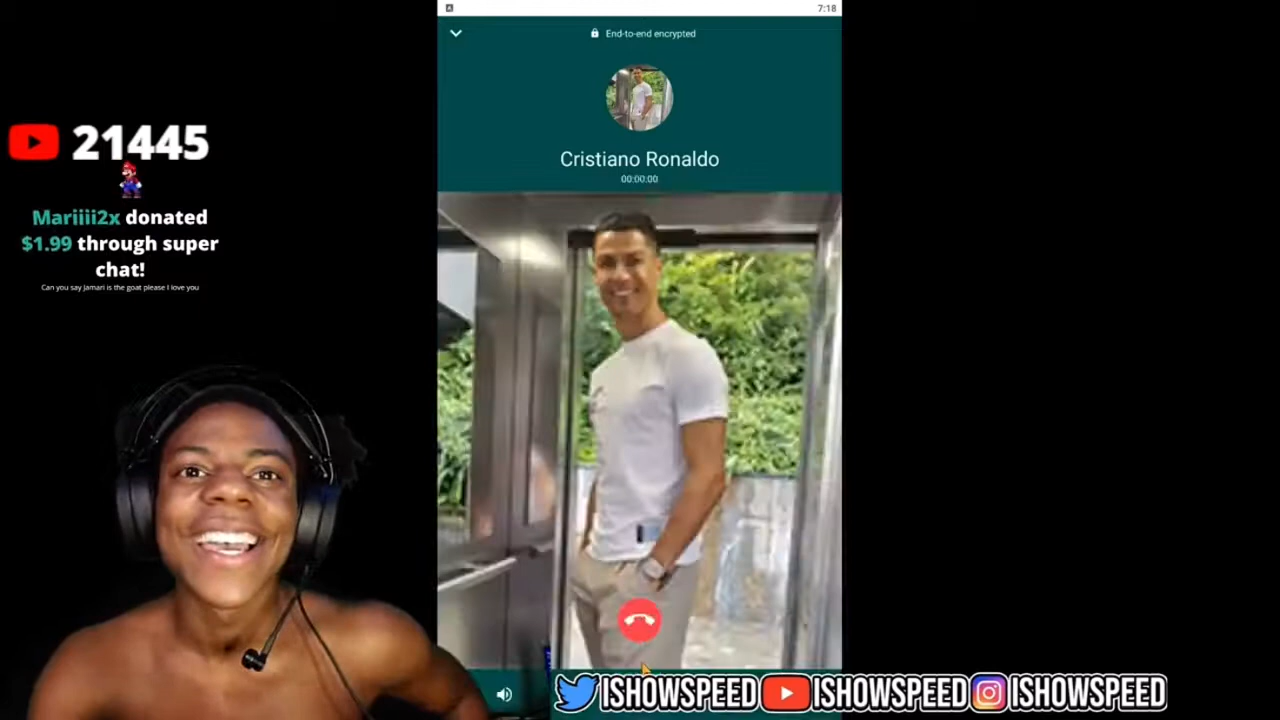 7:18
End-to-end encrypted
Cristiano Ronaldo
00:00:00
21445
Mariiii2x donated
$1.99 through super
chat!
Can you say Jamari is the goat please I love you
ISHOWSPEED ISHOWSPEED ISHOWSPEED